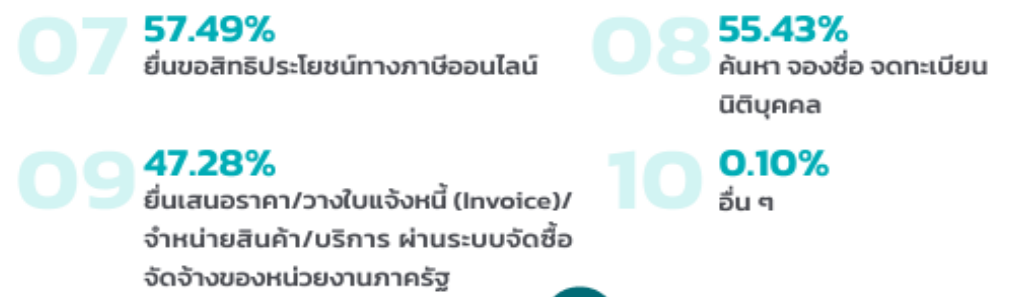 07
57.49%
ยื่นขอสิทธิประโยชน์ทางภาษีออนไลน์
08
55.43%
ค้นหา จองชื่อ จดทะเบียน
นิติบุคคล
09
47.28%
ยื่นเสนอราคา/วางใบแจ้งหนี้ (Invoice)/
จำหน่ายสินค้า/บริการ ผ่านระบบจัดซื้อ
จัดจ้างของหน่วยงานภาครัฐ
10
0.10%
อื่น ๆ